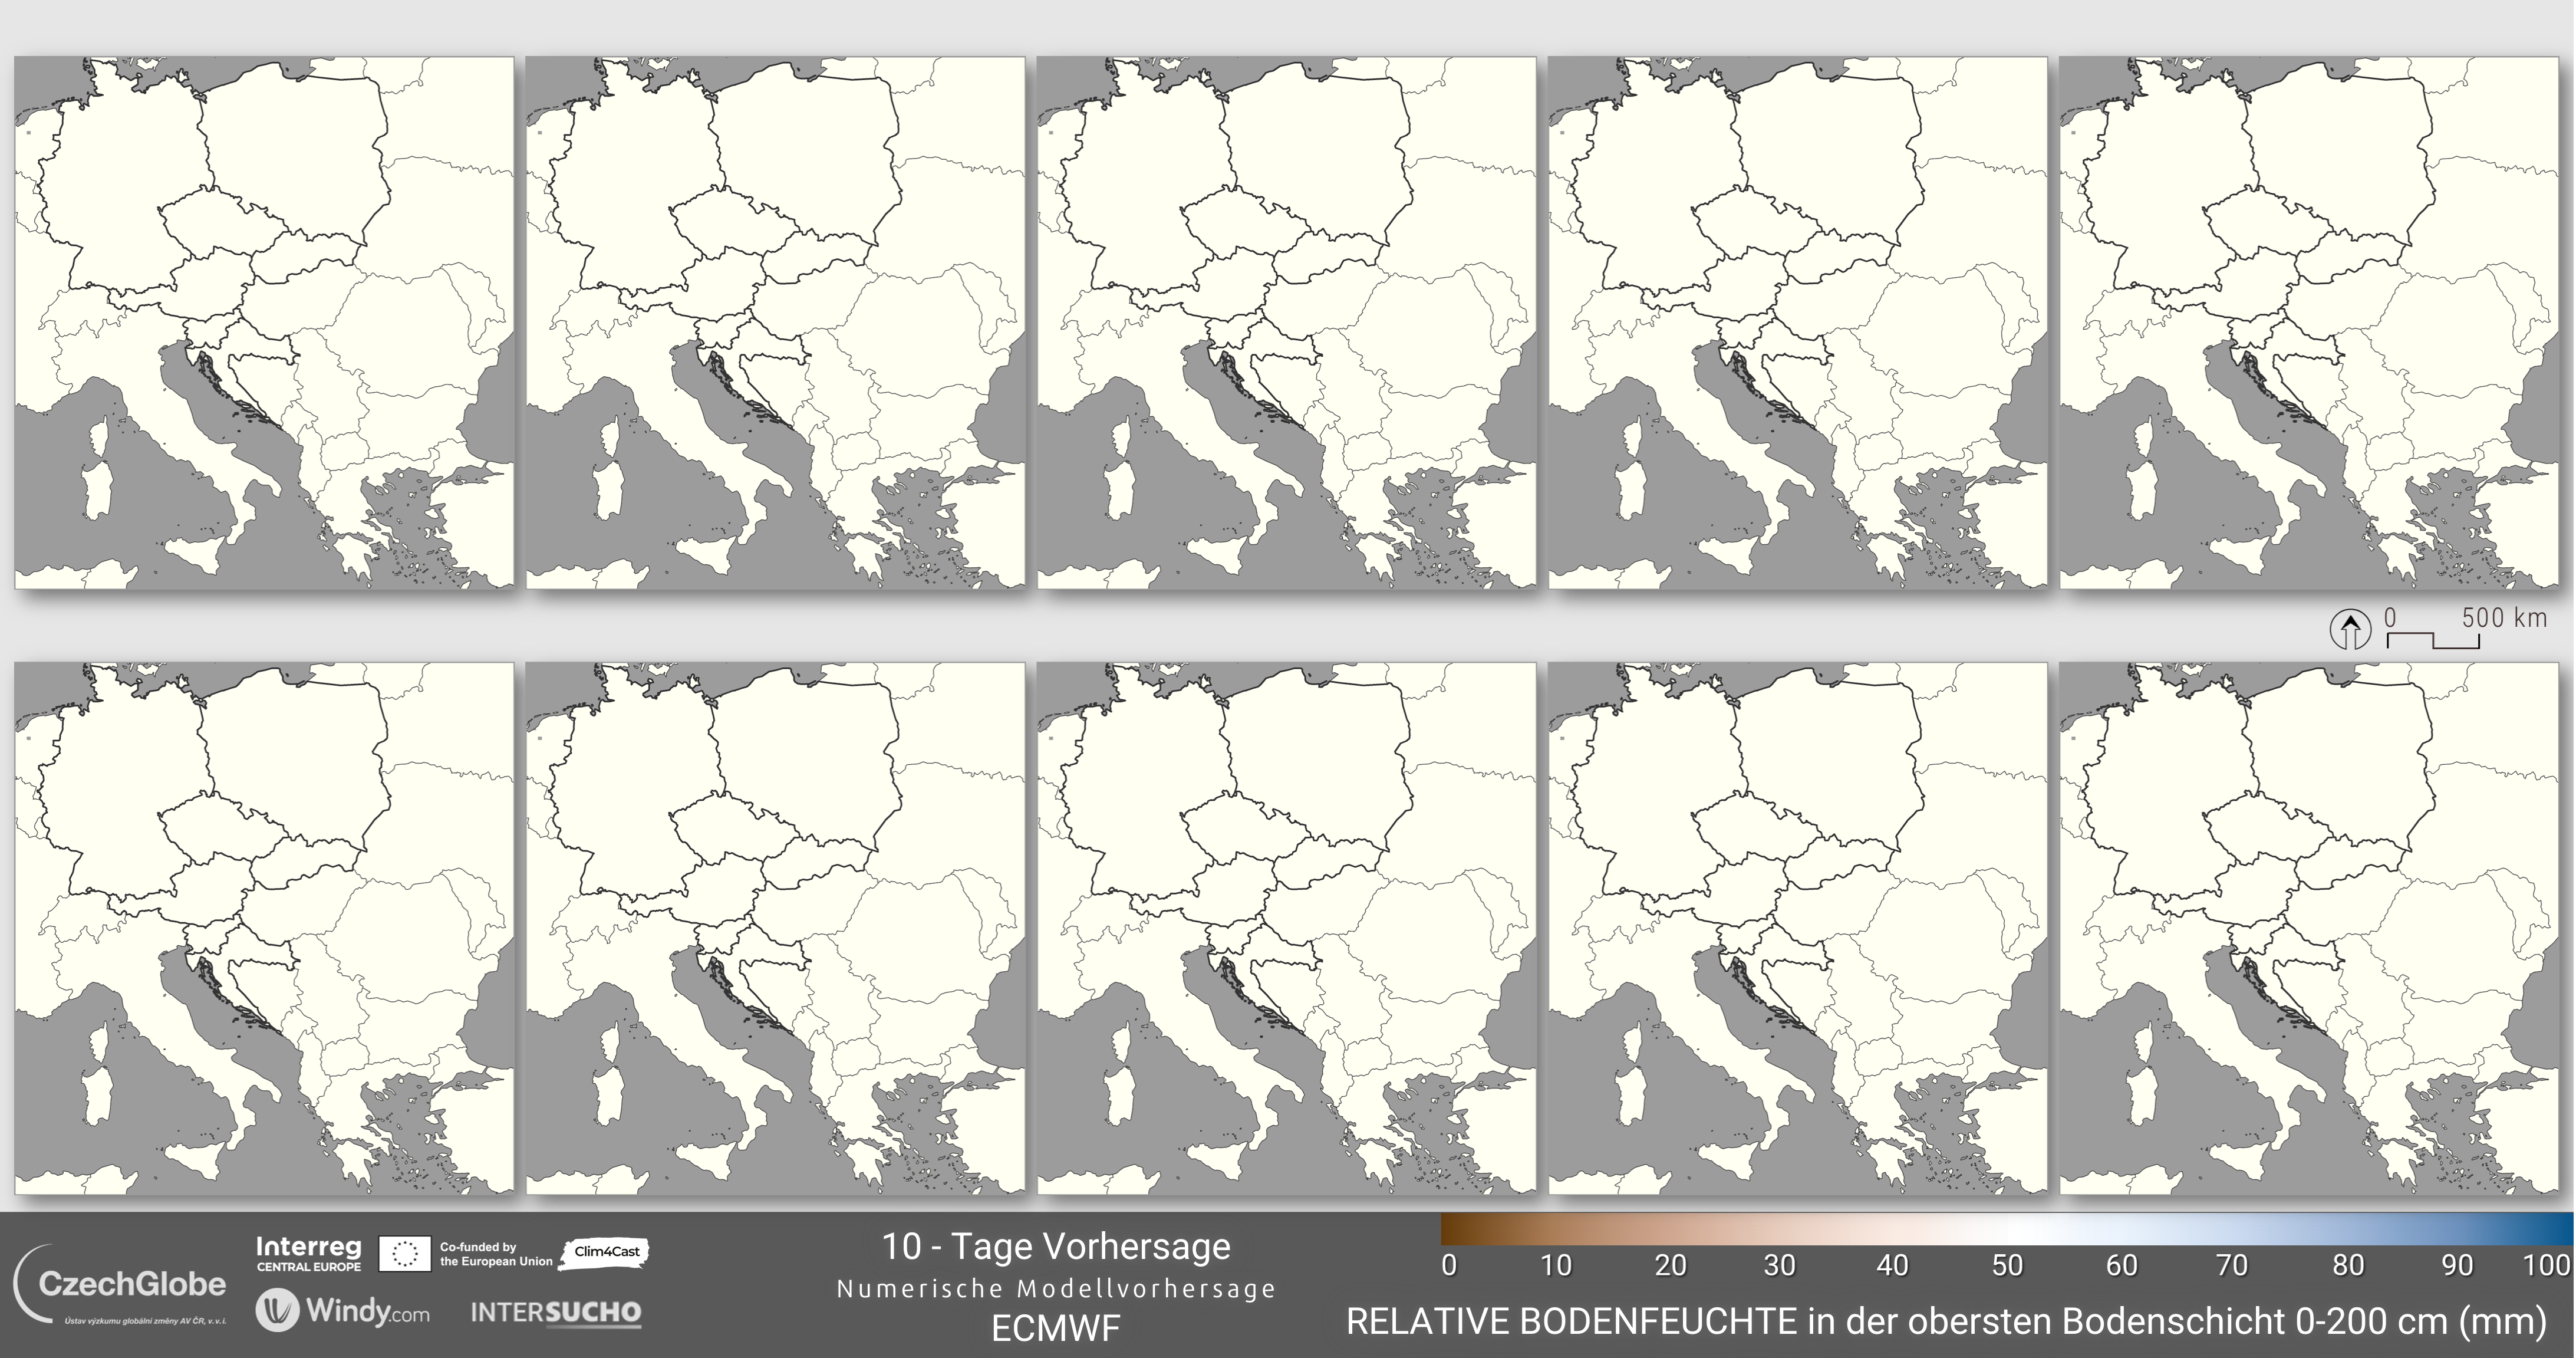 0 500 km
CzechGlobe
Ústav výzkumu globální změny AV ČR, v. v. i.
Interreg
CENTRAL EUROPE
Co-funded by
the European Union
Clim4Cast
Windy.com
INTERSUCHO
10 - Tage Vorhersage
Numerische Modellvorhersage
ECMWF
0 10 20 30 40 50 60 70 80 90 100
RELATIVE BODENFEUCHTE in der obersten Bodenschicht 0-200 cm (mm)